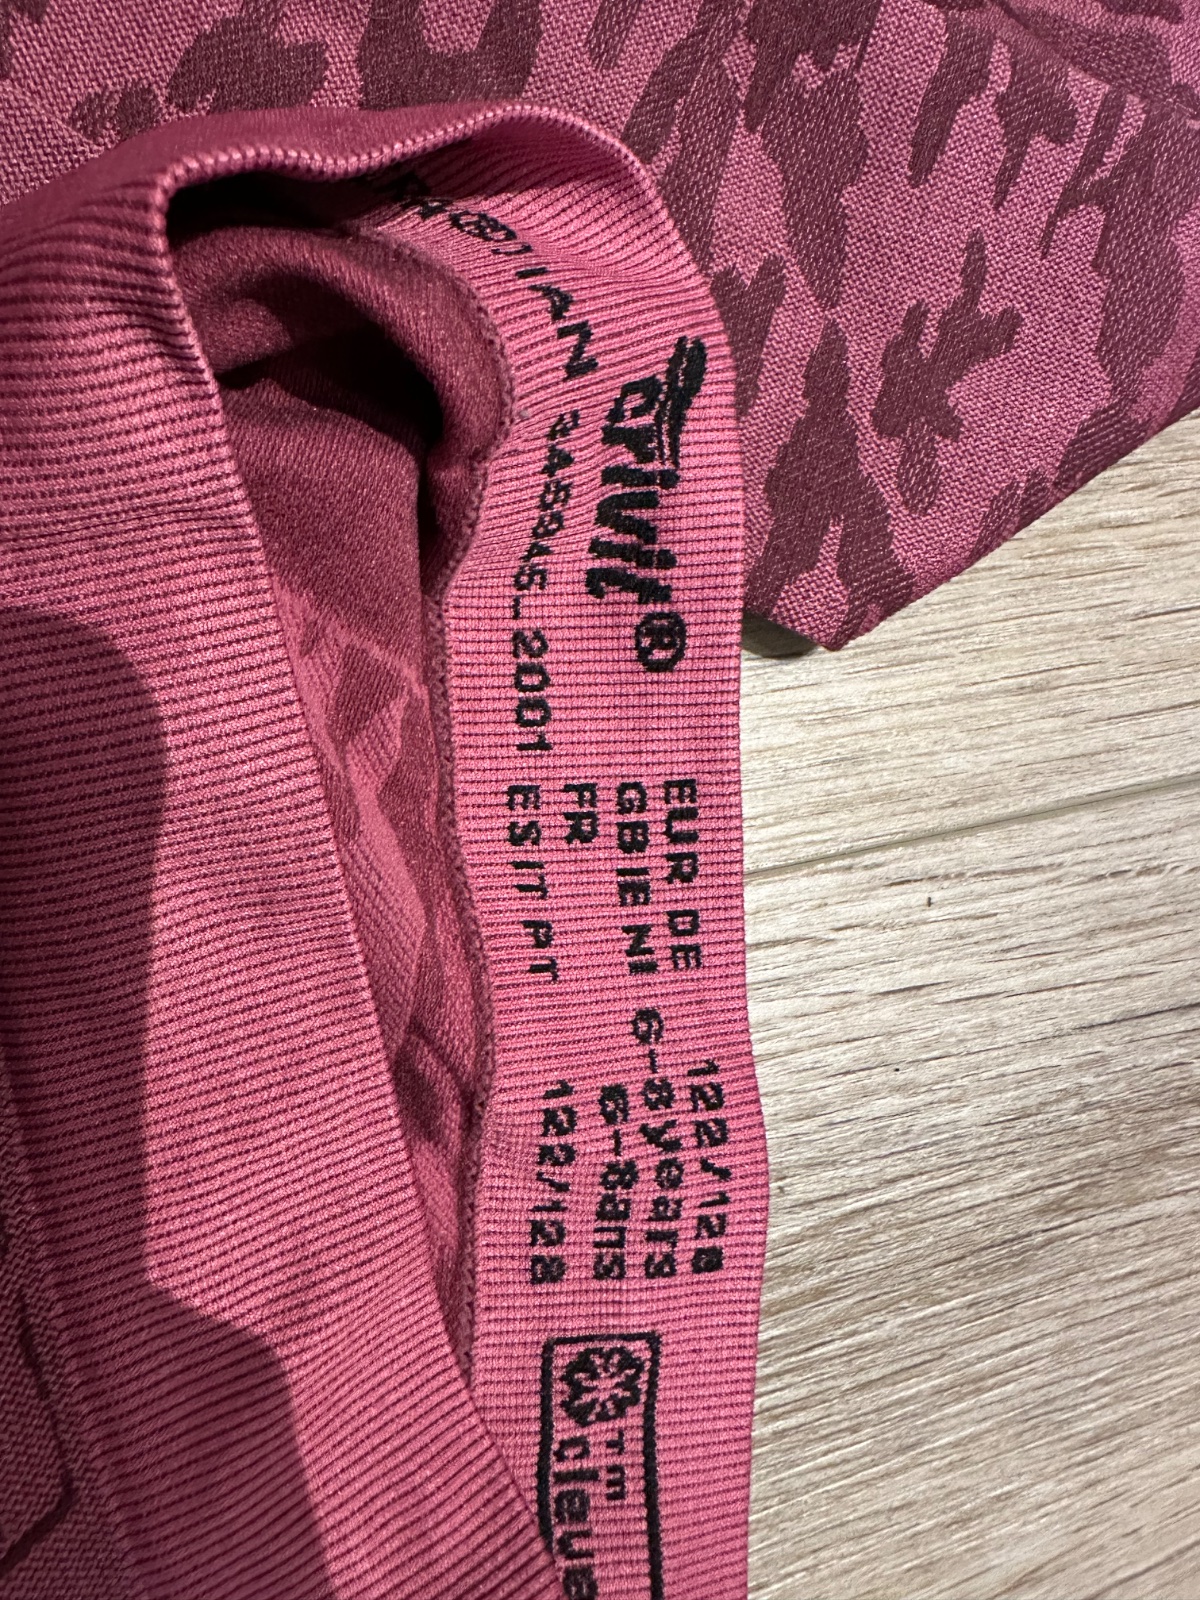 crivit®
IAN
EUR DE 122/128
GB IE NI 6-8 years
FR 6-8 ans
ES IT PT 122/128
TM